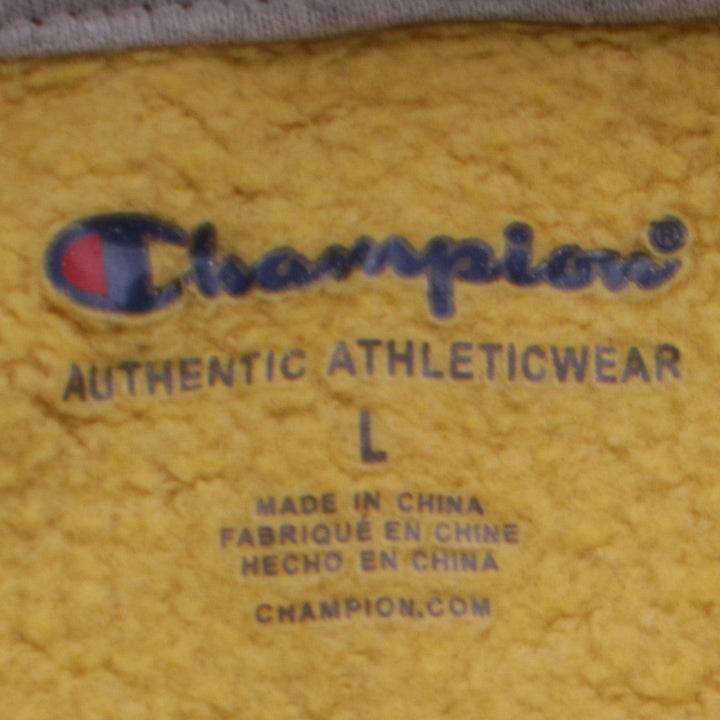 Champion®
AUTHENTIC ATHLETICWEAR
L
MADE IN CHINA
FABRIQUÉ EN CHINE
HECHO EN CHINA
CHAMPION.COM